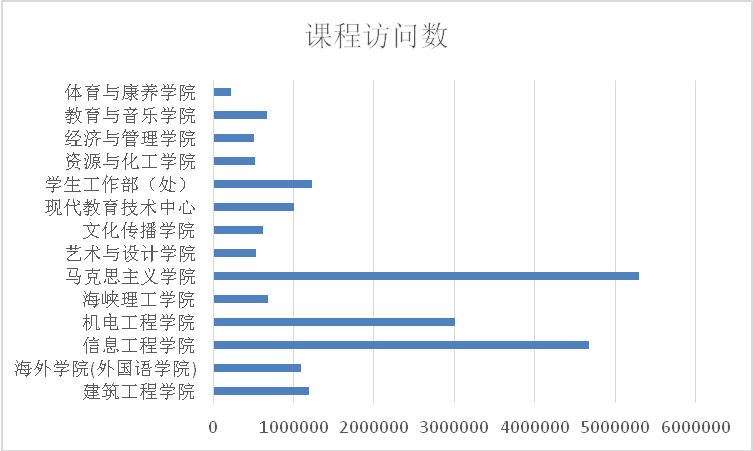 课程访问数
体育与康养学院
教育与音乐学院
经济与管理学院
资源与化工学院
学生工作部（处）
现代教育技术中心
文化传播学院
艺术与设计学院
马克思主义学院
海峡理工学院
机电工程学院
信息工程学院
海外学院(外国语学院)
建筑工程学院
0 1000000 2000000 3000000 4000000 5000000 6000000